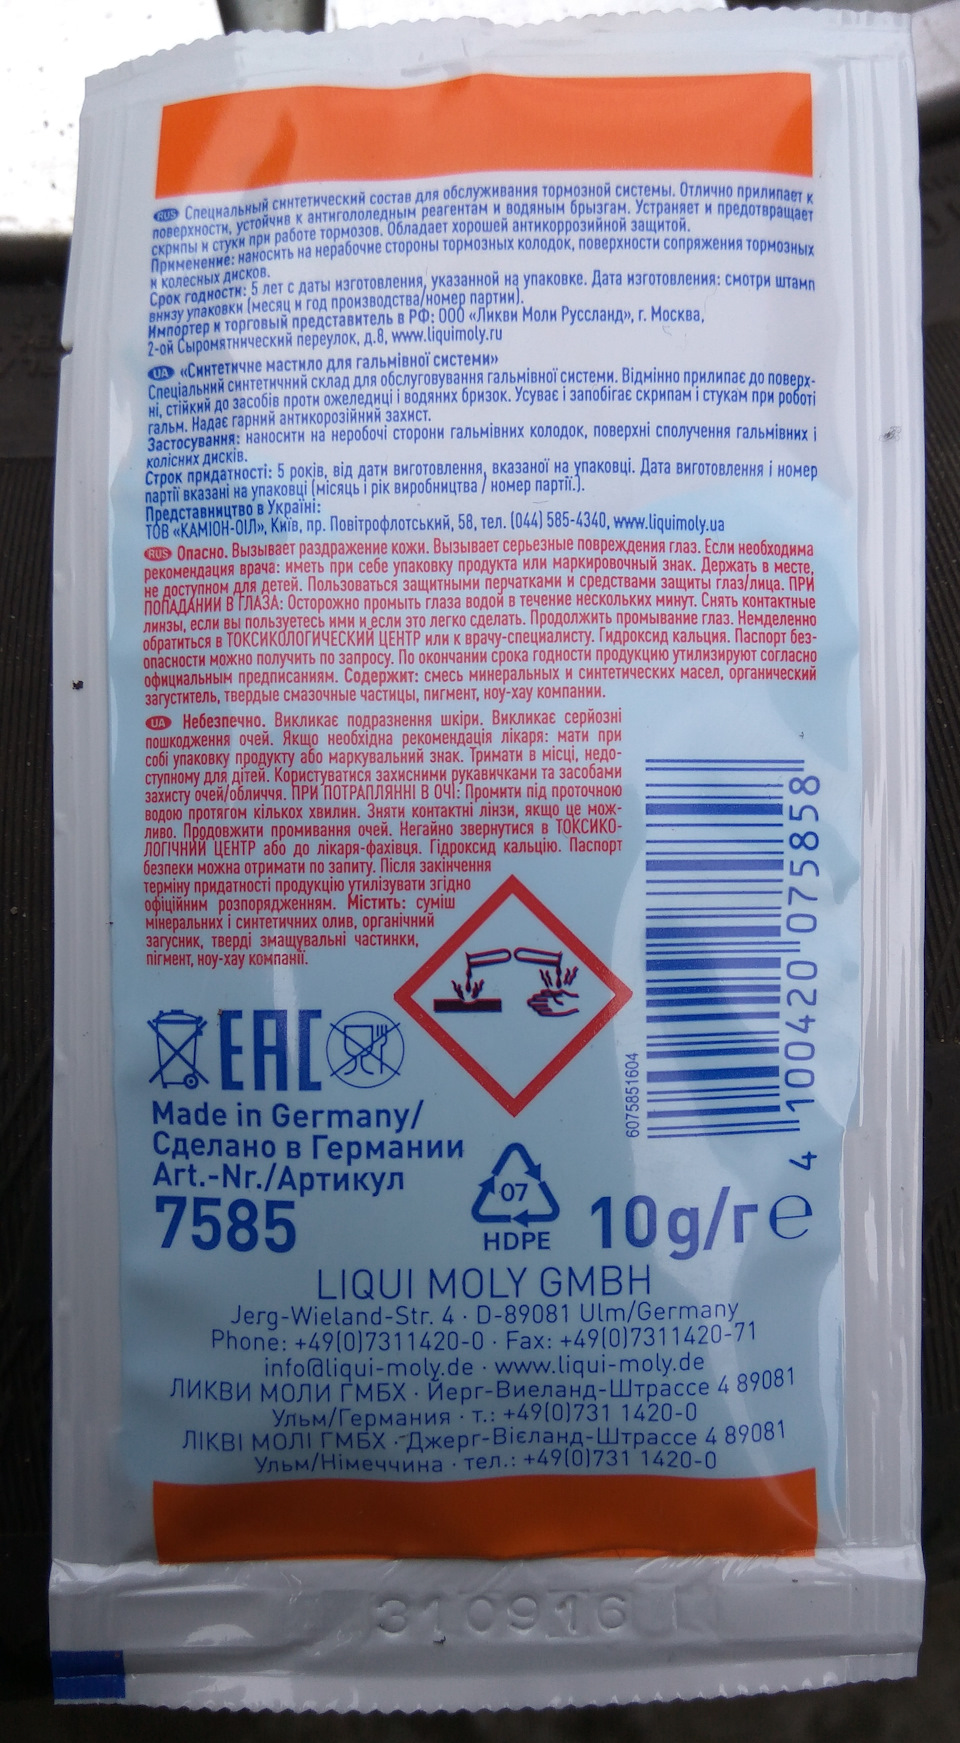 RUS Специальный синтетический состав для обслуживания тормозной системы. Отлично прилипает к
поверхности, устойчив к антигололедным реагентам и водяным брызгам. Устраняет и предотвращает
скрипы и стуки при работе тормозов. Обладает хорошей антикоррозийной защитой.
Применение: наносить на нерабочие стороны тормозных колодок, поверхности сопряжения тормозных
и колесных дисков.
Срок годности: 5 лет с даты изготовления, указанной на упаковке. Дата изготовления: смотри штамп
внизу упаковки (месяц и год производства/номер партии).
Импортер и торговый представитель в РФ: ООО «Ликви Моли Руссланд», г. Москва,
2-ой Сыромятнический переулок, д.8, www.liquimoly.ru
UA «Синтетичне мастило для гальмівної системи»
Спеціальний синтетичний склад для обслуговування гальмівної системи. Відмінно прилипає до поверх-
ні, стійкий до засобів проти ожеледиці і водяних бризок. Усуває і запобігає скрипам і стукам при роботі
гальм. Надає гарний антикорозійний захист.
Застосування: наносити на неробочі сторони гальмівних колодок, поверхні сполучення гальмівних і
колісних дисків.
Строк придатності: 5 років, від дати виготовлення, вказаної на упаковці. Дата виготовлення і номер
партії вказані на упаковці (місяць і рік виробництва / номер партії.).
Представництво в Україні:
ТОВ «КАМІОН-ОІЛ», Київ, пр. Повітрофлотський, 58, тел. (044) 585-4340, www.liquimoly.ua
RUS Опасно. Вызывает раздражение кожи. Вызывает серьезные повреждения глаз. Если необходима
рекомендация врача: иметь при себе упаковку продукта или маркировочный знак. Держать в месте,
не доступном для детей. Пользоваться защитными перчатками и средствами защиты глаз/лица. ПРИ
ПОПАДАНИИ В ГЛАЗА: Осторожно промыть глаза водой в течение нескольких минут. Снять контактные
линзы, если вы пользуетесь ими и если это легко сделать. Продолжить промывание глаз. Немделенно
обратиться в ТОКСИКОЛОГИЧЕСКИЙ ЦЕНТР или к врачу-специалисту. Гидроксид кальция. Паспорт без-
опасности можно получить по запросу. По окончании срока годности продукцию утилизируют согласно
официальным предписаниям. Содержит: смесь минеральных и синтетических масел, органический
загуститель, твердые смазочные частицы, пигмент, ноу-хау компании.
UA Небезпечно. Викликає подразнення шкіри. Викликає серйозні
пошкодження очей. Якщо необхідна рекомендація лікаря: мати при
собі упаковку продукту або маркувальний знак. Тримати в місці, недо-
ступному для дітей. Користуватися захисними рукавичками та засобами
захисту очей/обличчя. ПРИ ПОТРАПЛЯННІ В ОЧІ: Промити під проточною
водою протягом кількох хвилин. Зняти контактні лінзи, якщо це мож-
ливо. Продовжити промивання очей. Негайно звернутися в ТОКСИКО-
ЛОГІЧНИЙ ЦЕНТР або до лікаря-фахівця. Гідроксид кальцію. Паспорт
безпеки можна отримати по запиту. Після закінчення
терміну придатності продукцію утилізувати згідно
офіційним розпорядженням. Містить: суміш
мінеральних і синтетичних олив, органічний
загусник, тверді змащувальні частинки,
пігмент, ноу-хау компанії.
6075851604
4 100420 075858
EAC
Made in Germany/
Сделано в Германии
Art.-Nr./Артикул
7585
07
HDPE
10g/г e
LIQUI MOLY GMBH
Jerg-Wieland-Str. 4 · D-89081 Ulm/Germany
Phone: +49(0)7311420-0 · Fax: +49(0)7311420-71
info@liqui-moly.de · www.liqui-moly.de
ЛИКВИ МОЛИ ГМБХ · Йерг-Виеланд-Штрассе 4 89081
Ульм/Германия · т.: +49(0)731 1420-0
ЛІКВІ МОЛІ ГМБХ · Джерг-Вієланд-Штрассе 4 89081
Ульм/Німеччина · тел.: +49(0)731 1420-0
310916